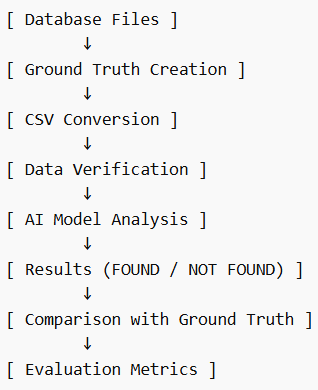 [ Database Files ]
↓
[ Ground Truth Creation ]
↓
[ CSV Conversion ]
↓
[ Data Verification ]
↓
[ AI Model Analysis ]
↓
[ Results (FOUND / NOT FOUND) ]
↓
[ Comparison with Ground Truth ]
↓
[ Evaluation Metrics ]